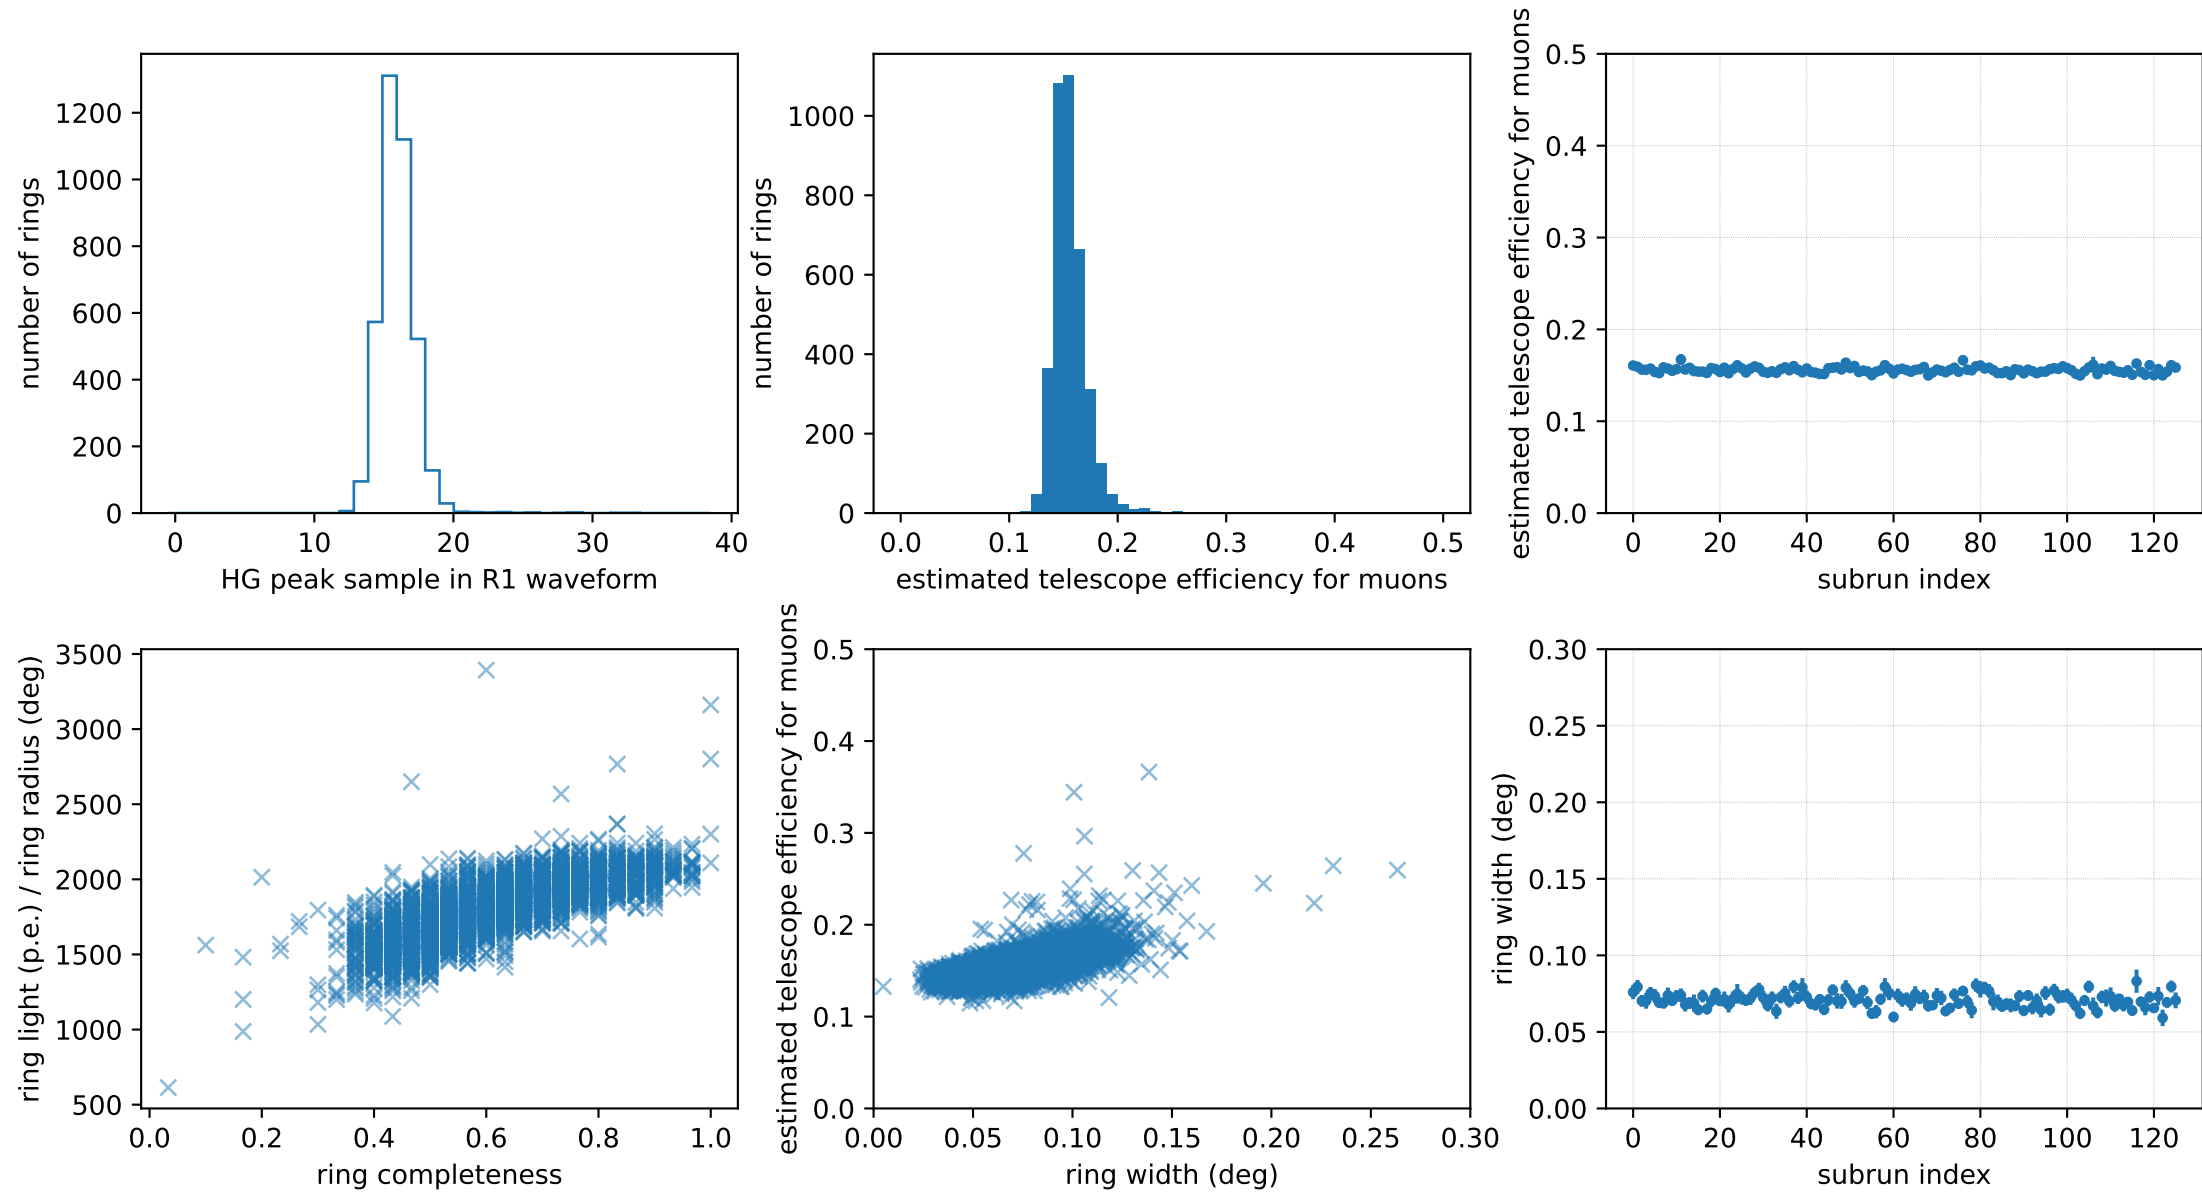 number of rings
1200
1000
800
600
400
200
0
0 10 20 30 40
HG peak sample in R1 waveform
number of rings
1000
800
600
400
200
0
0.0 0.1 0.2 0.3 0.4 0.5
estimated telescope efficiency for muons
estimated telescope efficiency for muons
0.5
0.4
0.3
0.2
0.1
0.0
0 20 40 60 80 100 120
subrun index
ring light (p.e.) / ring radius (deg)
3500
3000
2500
2000
1500
1000
500
0.0 0.2 0.4 0.6 0.8 1.0
ring completeness
estimated telescope efficiency for muons
0.5
0.4
0.3
0.2
0.1
0.0
0.00 0.05 0.10 0.15 0.20 0.25 0.30
ring width (deg)
ring width (deg)
0.30
0.25
0.20
0.15
0.10
0.05
0.00
0 20 40 60 80 100 120
subrun index